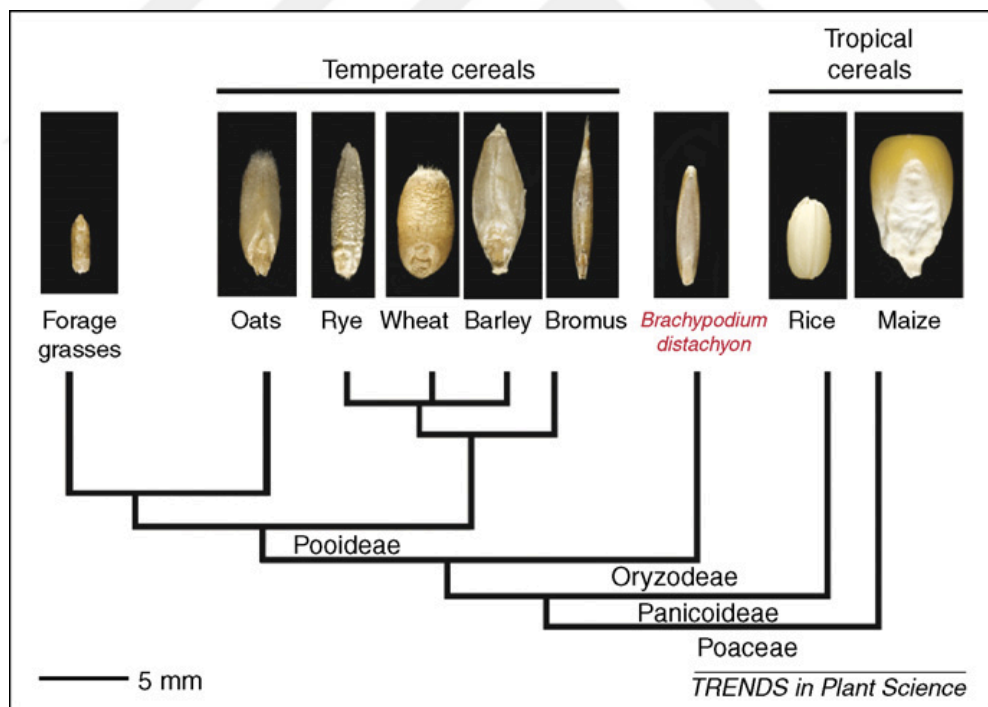 Temperate cereals
Tropical
cereals
Forage
grasses
Oats
Rye
Wheat
Barley
Bromus
Brachypodium
distachyon
Rice
Maize
Pooideae
Oryzodeae
Panicoideae
Poaceae
5 mm
TRENDS in Plant Science